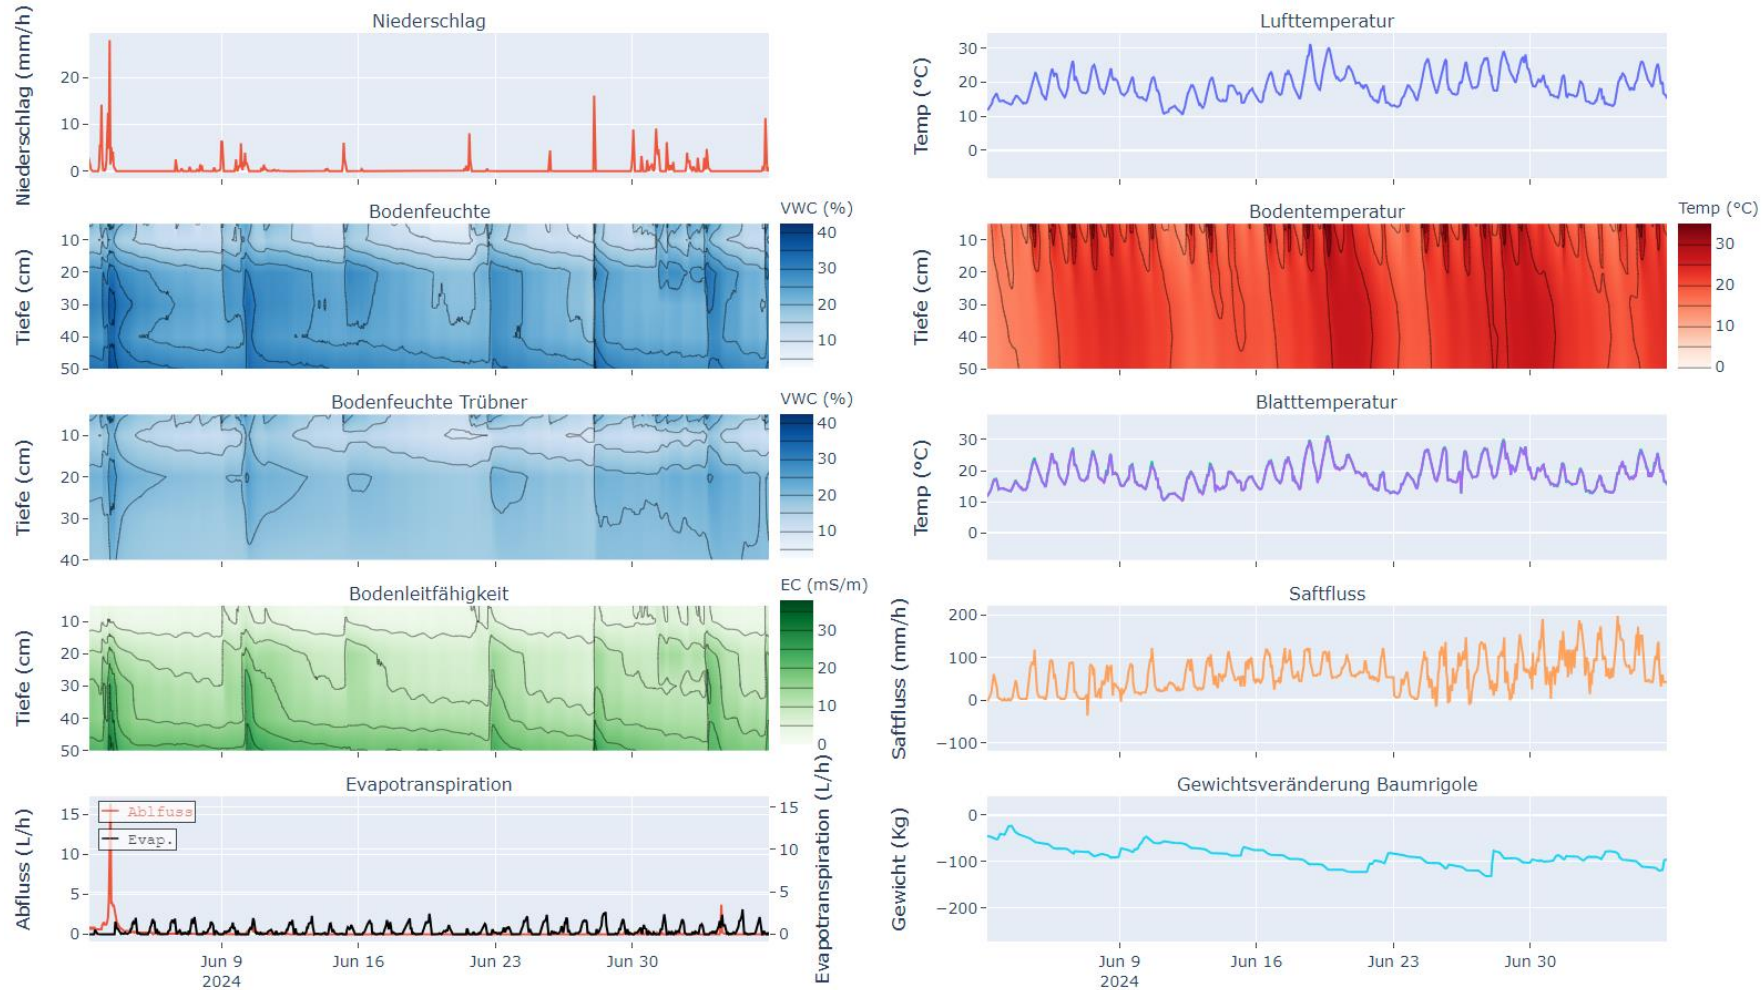 Niederschlag
Niederschlag (mm/h)
20
10
0
Lufttemperatur
Temp (°C)
30
20
10
0
Bodenfeuchte
Tiefe (cm)
10
20
30
40
50
VWC (%)
40
30
20
10
Bodentemperatur
Tiefe (cm)
10
20
30
40
50
Temp (°C)
30
20
10
0
Bodenfeuchte Trübner
Tiefe (cm)
10
20
30
40
VWC (%)
40
30
20
10
Blatttemperatur
Temp (°C)
30
20
10
0
Bodenleitfähigkeit
Tiefe (cm)
10
20
30
40
50
EC (mS/m)
30
20
10
0
Saftfluss
Saftfluss (mm/h)
200
100
0
−100
Evapotranspiration
Abfluss (L/h)
15
10
5
0
Ablfuss
Evap.
Evapotranspiration (L/h)
15
10
5
0
Jun 9
2024
Jun 16
Jun 23
Jun 30
Gewichtsveränderung Baumrigole
Gewicht (Kg)
0
−100
−200
Jun 9
2024
Jun 16
Jun 23
Jun 30